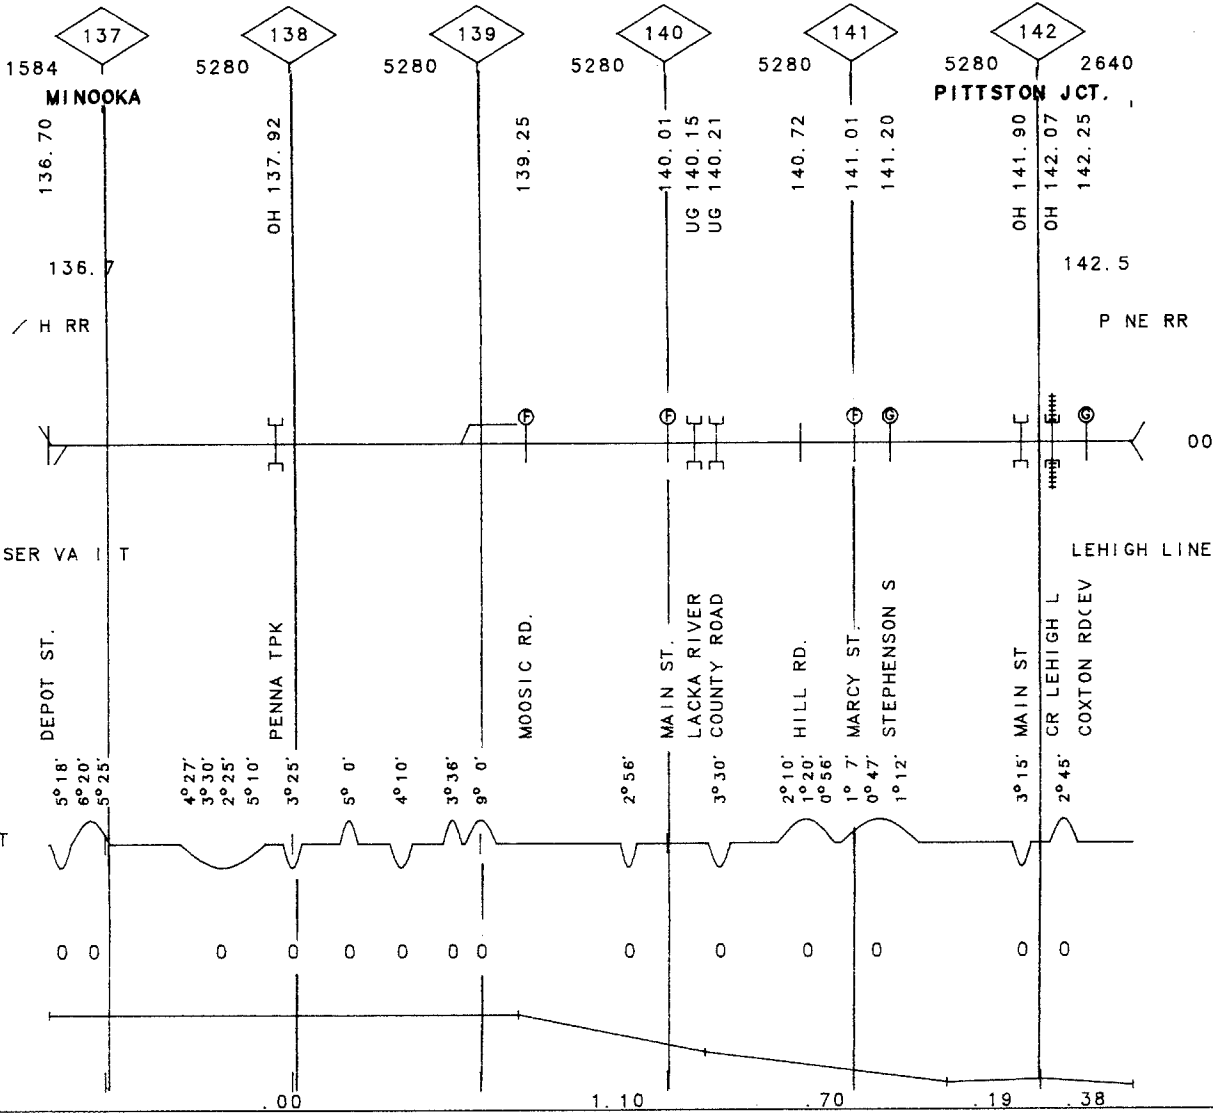 137 138 139 140 141 142
1584 5280 5280 5280 5280 5280 2640
MINOOKA PITTSTON JCT.
136.70
OH 137.92
139.25
140.01
UG 140.15
UG 140.21
140.72
141.01
141.20
OH 141.90
OH 142.07
142.25
136.7 142.5
H RR P NE RR
F F F G G
00
SER VA I T LEHIGH LINE
DEPOT ST.
PENNA TPK
MOOSIC RD.
MAIN ST.
LACKA RIVER
COUNTY ROAD
HILL RD.
MARCY ST.
STEPHENSON S
MAIN ST
CR LEHIGH L
COXTON RD(EV
5°18'
6°20'
5°25'
4°27'
3°30'
2°25'
5°10'
3°25'
5° 0'
4°10'
3°36'
9° 0'
2°56'
3°30'
2°10'
1°20'
0°56'
1° 7'
0°47'
1°12'
3°15'
2°45'
T
0 0 0 0 0 0 0 0 0 0 0 0 0 0
.00 1.10 .70 .19 .38